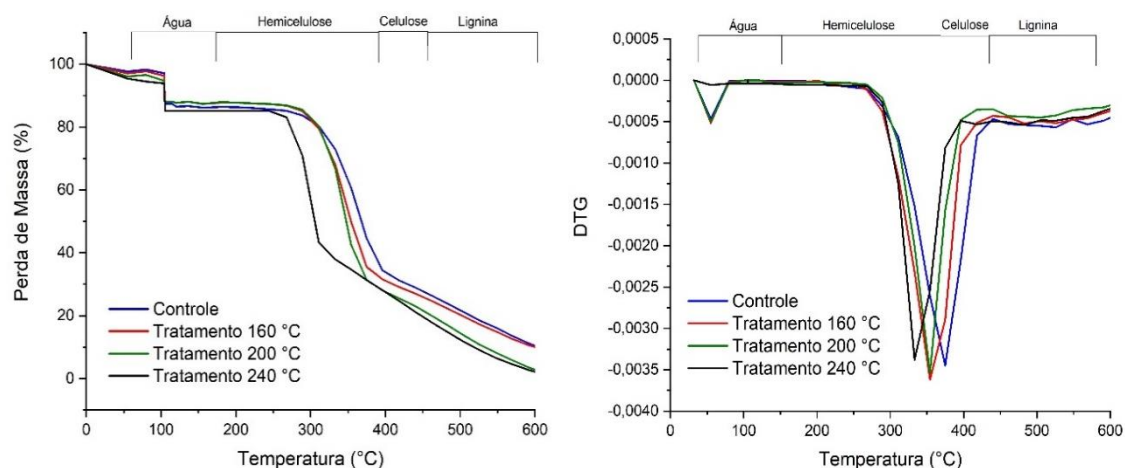 Água Hemicelulose Celulose Lignina
100
80
60
40
20
0
Perda de Massa (%)
Controle
Tratamento 160 °C
Tratamento 200 °C
Tratamento 240 °C
0 100 200 300 400 500 600
Temperatura (°C)
Água Hemicelulose Celulose Lignina
0,0005
0,0000
-0,0005
-0,0010
-0,0015
-0,0020
-0,0025
-0,0030
-0,0035
-0,0040
DTG
Controle
Tratamento 160 °C
Tratamento 200 °C
Tratamento 240 °C
0 100 200 300 400 500 600
Temperatura (°C)